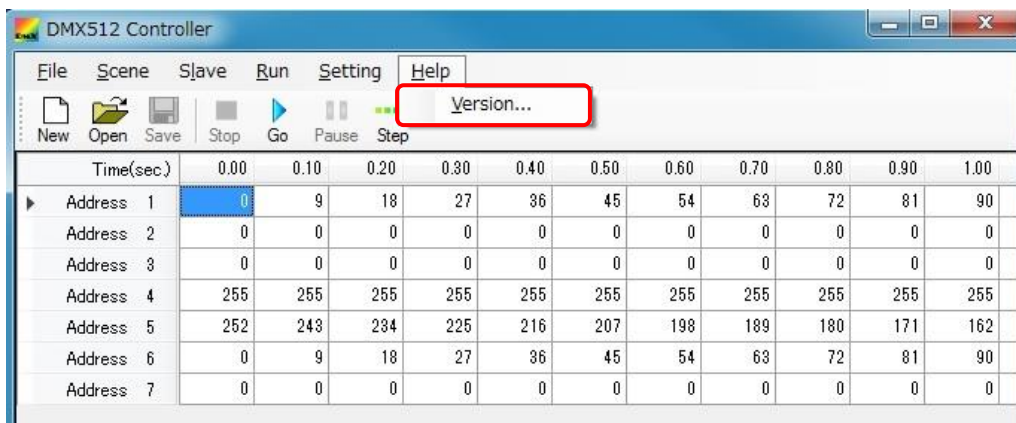 DMX512 Controller
File Scene Slave Run Setting Help
Version...
New Open Save Stop Go Pause Step
Time(sec.) 0.00 0.10 0.20 0.30 0.40 0.50 0.60 0.70 0.80 0.90 1.00
Address 1 0 9 18 27 36 45 54 63 72 81 90
Address 2 0 0 0 0 0 0 0 0 0 0 0
Address 3 0 0 0 0 0 0 0 0 0 0 0
Address 4 255 255 255 255 255 255 255 255 255 255 255
Address 5 252 243 234 225 216 207 198 189 180 171 162
Address 6 0 9 18 27 36 45 54 63 72 81 90
Address 7 0 0 0 0 0 0 0 0 0 0 0